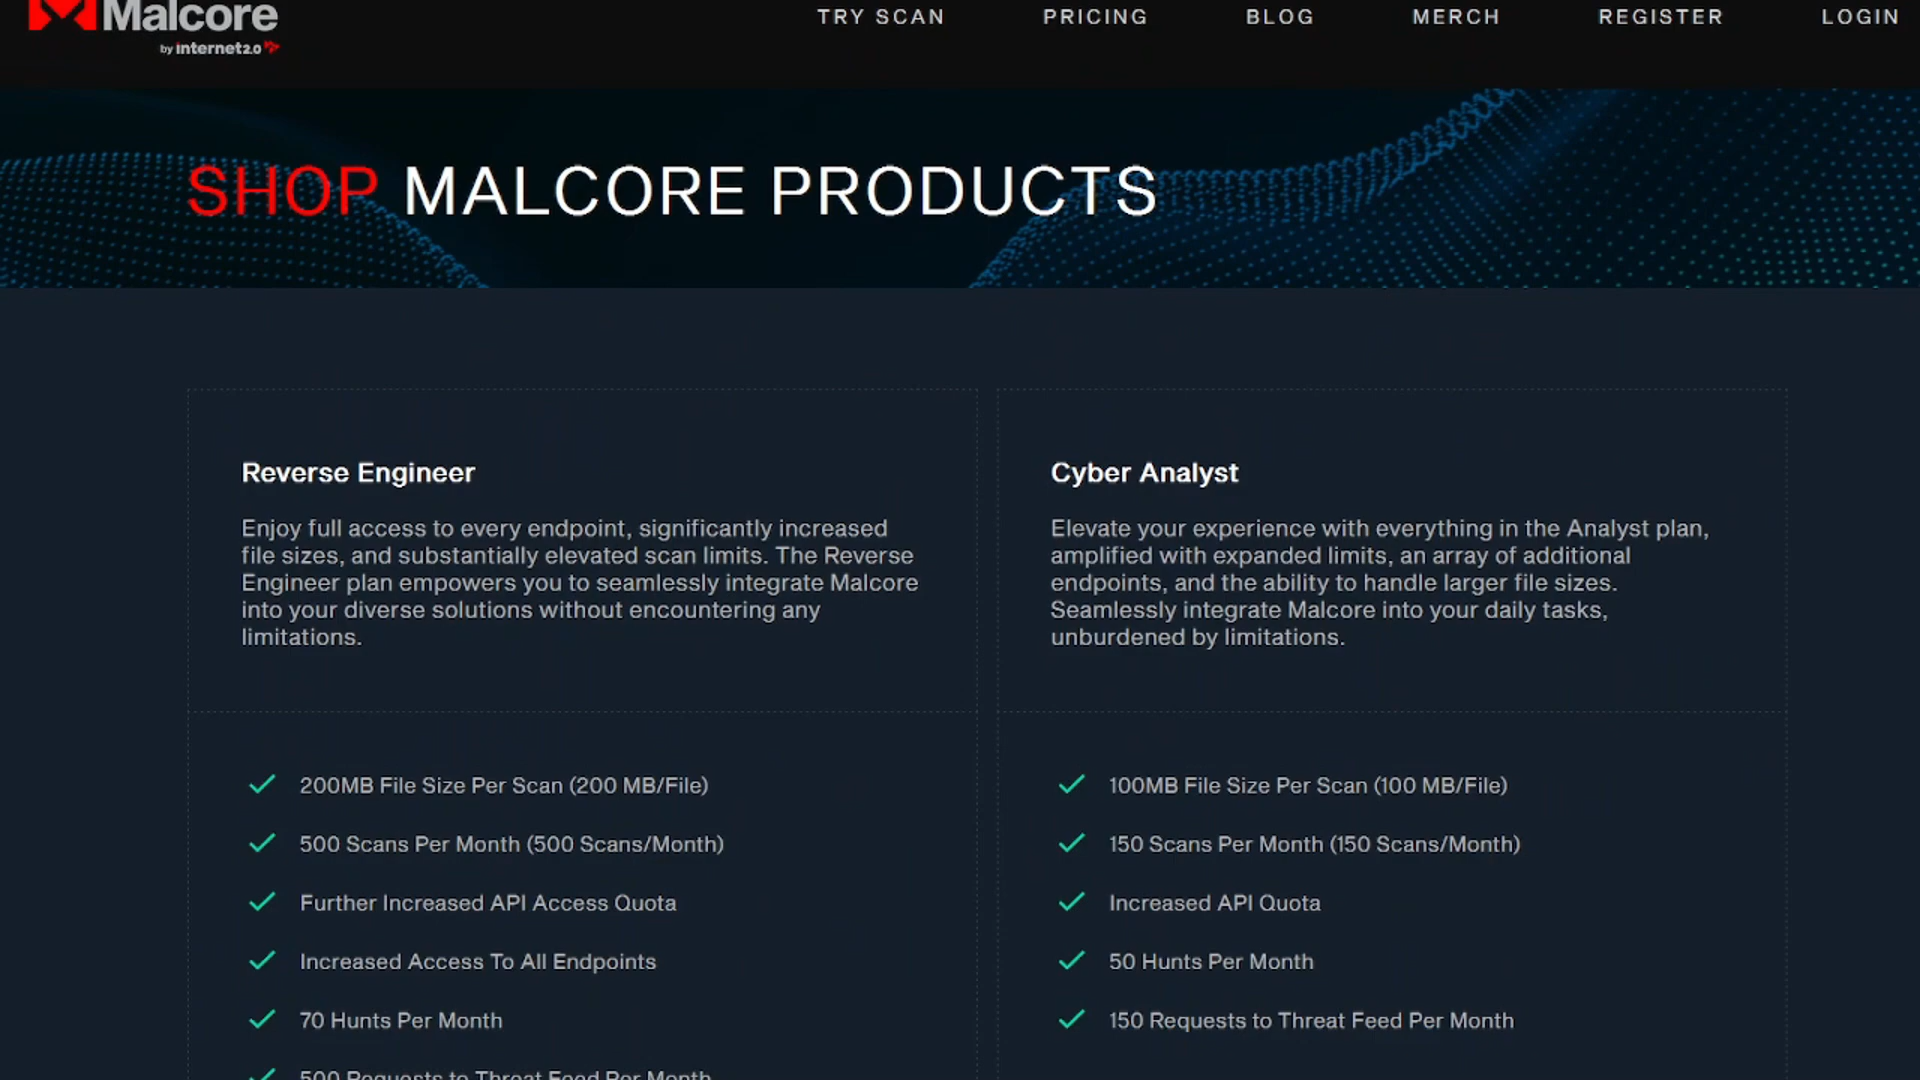 Malcore
by internet2.0
TRY SCAN
PRICING
BLOG
MERCH
REGISTER
LOGIN
SHOP MALCORE PRODUCTS
Reverse Engineer
Enjoy full access to every endpoint, significantly increased
file sizes, and substantially elevated scan limits. The Reverse
Engineer plan empowers you to seamlessly integrate Malcore
into your diverse solutions without encountering any
limitations.
200MB File Size Per Scan (200 MB/File)
500 Scans Per Month (500 Scans/Month)
Further Increased API Access Quota
Increased Access To All Endpoints
70 Hunts Per Month
500 Requests to Threat Feed Per Month
Cyber Analyst
Elevate your experience with everything in the Analyst plan,
amplified with expanded limits, an array of additional
endpoints, and the ability to handle larger file sizes.
Seamlessly integrate Malcore into your daily tasks,
unburdened by limitations.
100MB File Size Per Scan (100 MB/File)
150 Scans Per Month (150 Scans/Month)
Increased API Quota
50 Hunts Per Month
150 Requests to Threat Feed Per Month